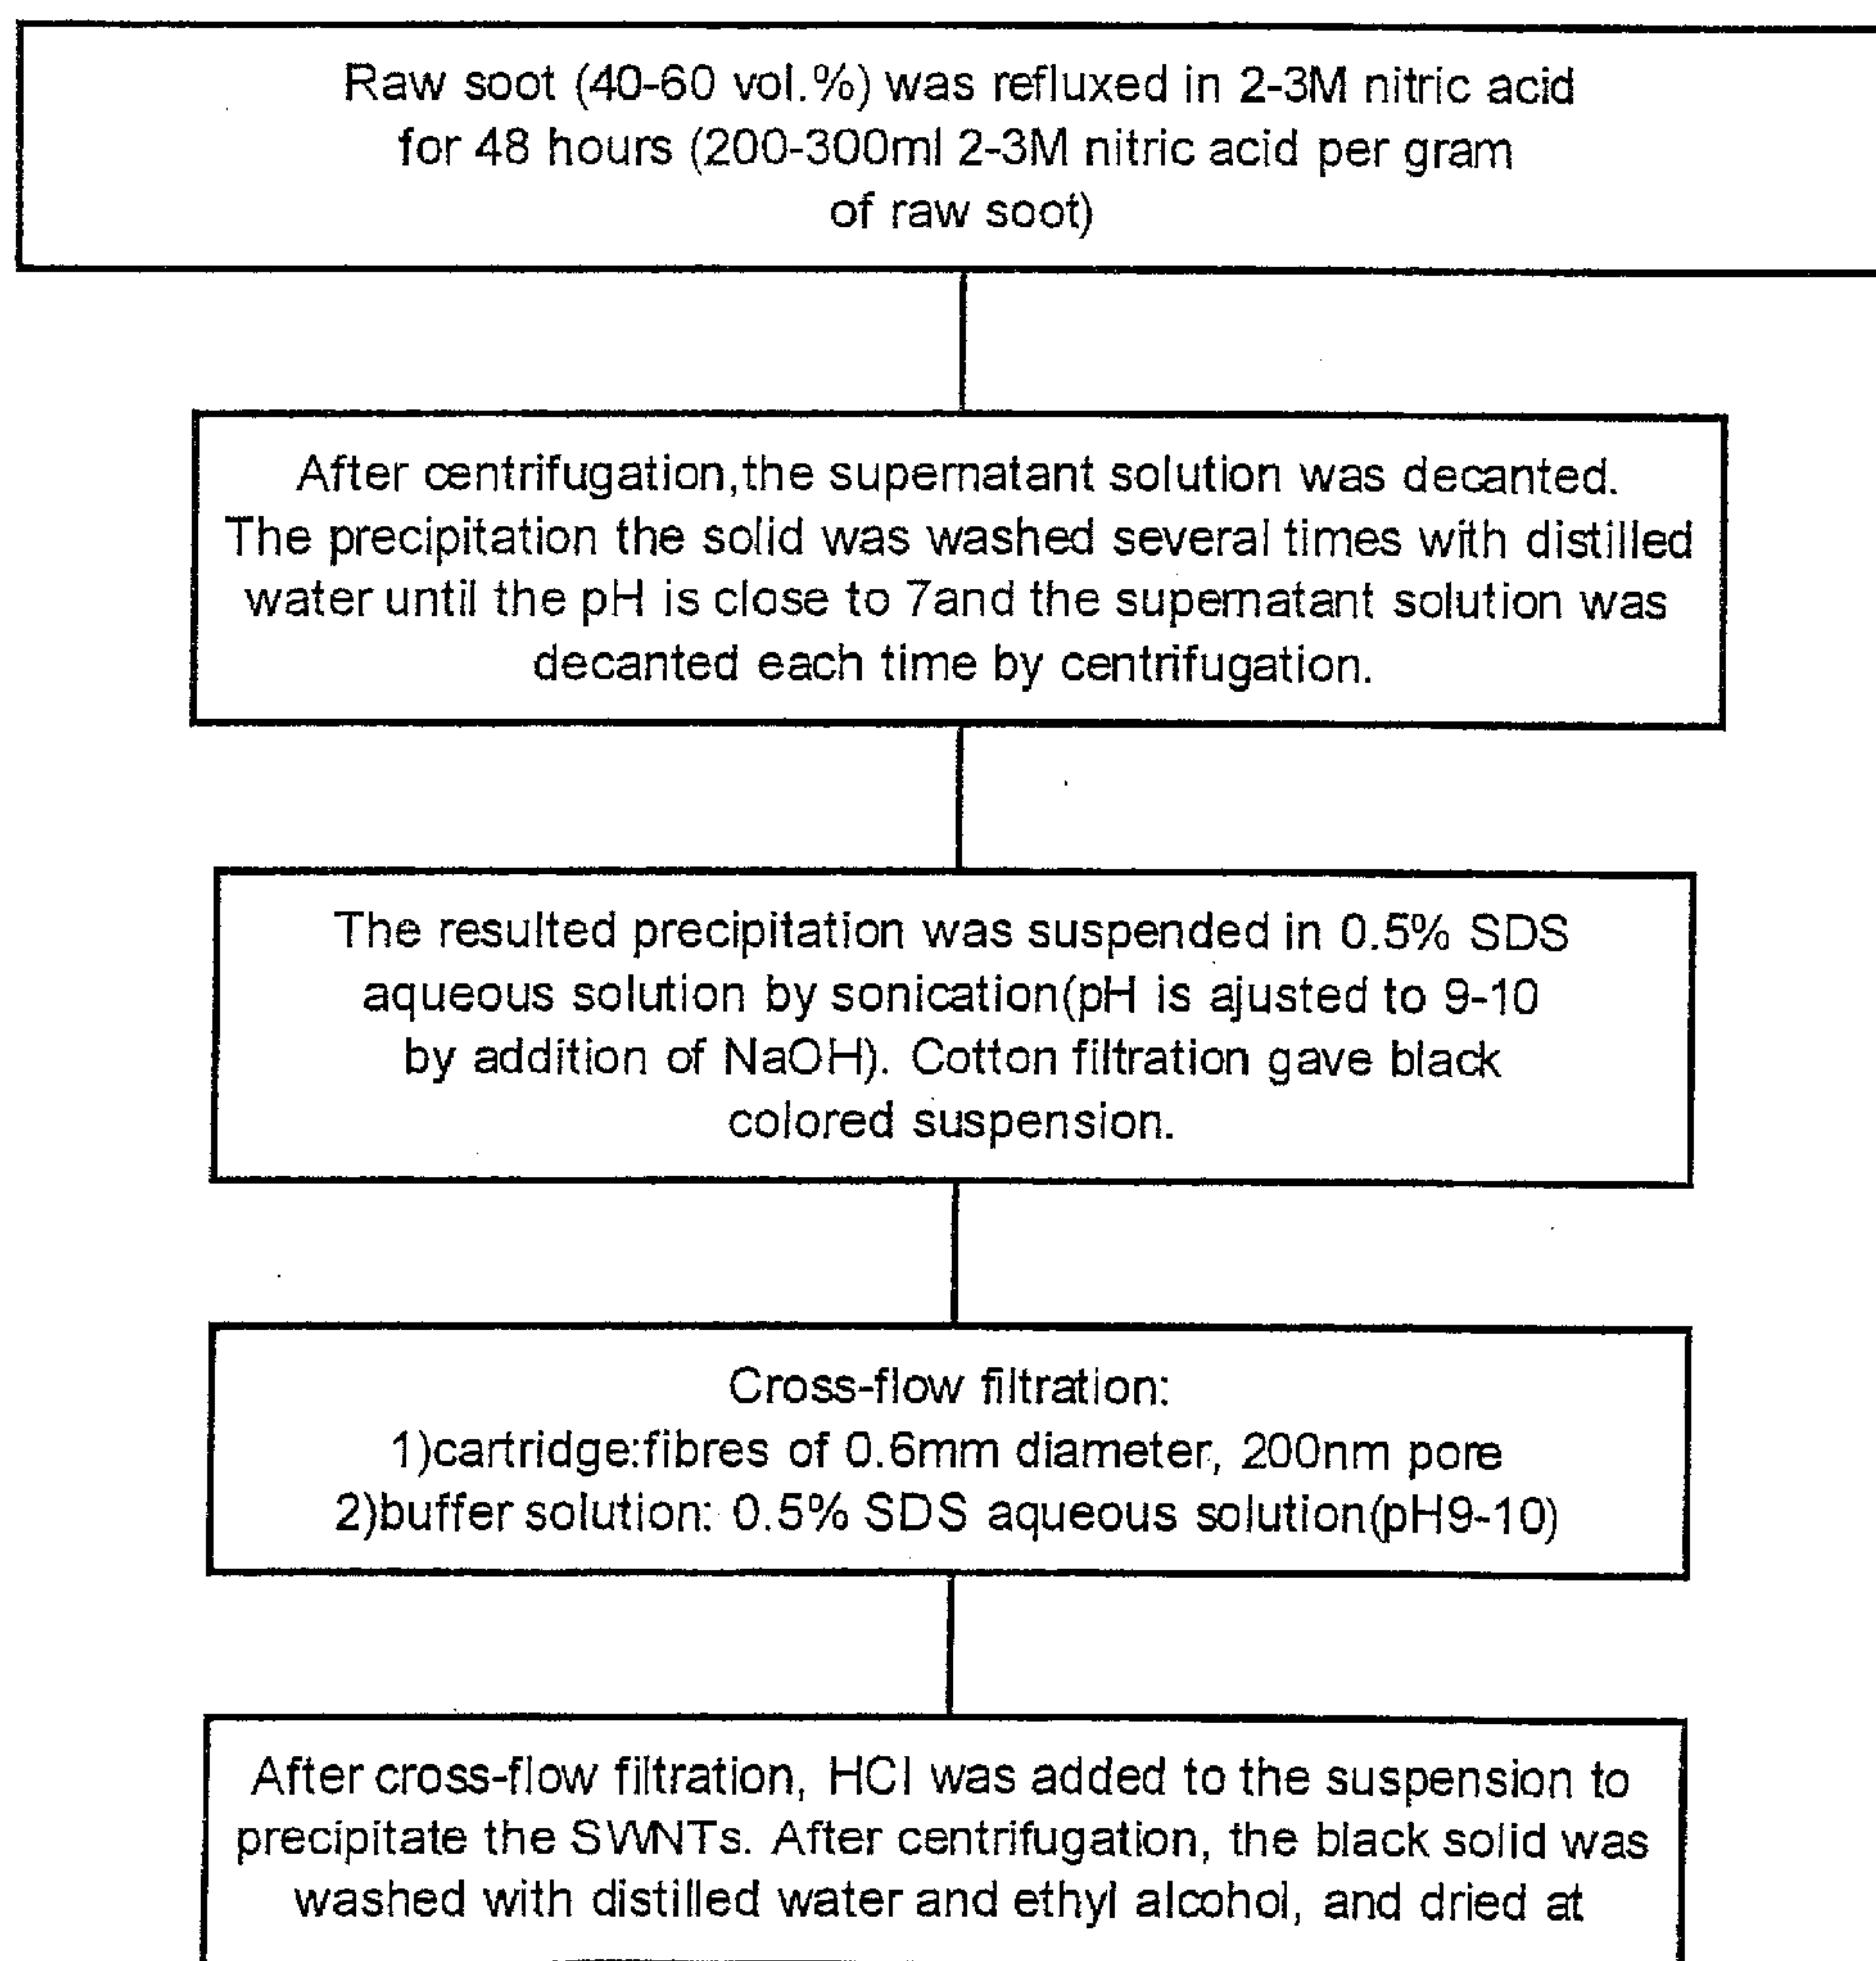 Raw soot (40-60 vol.%) was refluxed in 2-3M nitric acid
for 48 hours (200-300ml 2-3M nitric acid per gram
of raw soot)
After centrifugation,the supernatant solution was decanted.
The precipitation the solid was washed several times with distilled
water until the pH is close to 7and the supernatant solution was
decanted each time by centrifugation.
The resulted precipitation was suspended in 0.5% SDS
aqueous solution by sonication(pH is ajusted to 9-10
by addition of NaOH). Cotton filtration gave black
colored suspension.
Cross-flow filtration:
1)cartridge:fibres of 0.6mm diameter, 200nm pore
2)buffer solution: 0.5% SDS aqueous solution(pH9-10)
After cross-flow filtration, HCl was added to the suspension to
precipitate the SWNTs. After centrifugation, the black solid was
washed with distilled water and ethyl alcohol, and dried at